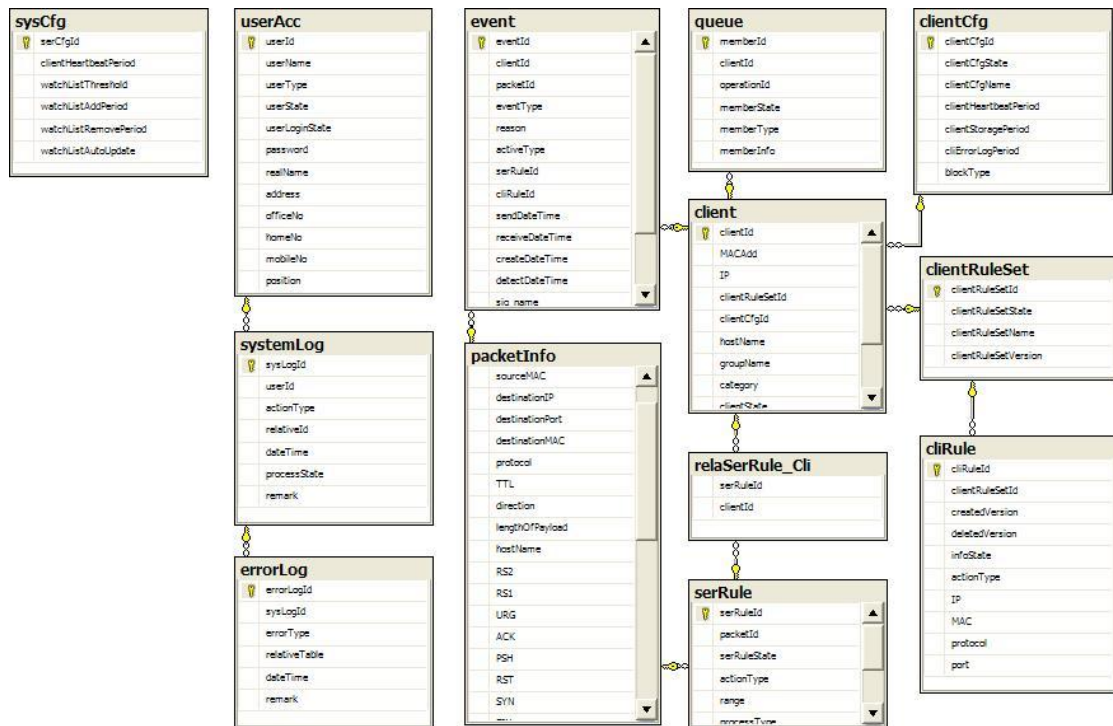 sysCfg
serCfgId
clientHeartbeatPeriod
watchListThreshold
watchListAddPeriod
watchListRemovePeriod
watchListAutoUpdate
userAcc
userId
userName
userType
userState
userLoginState
password
realName
address
officeNo
homeNo
mobileNo
position
systemLog
sysLogId
userId
actionType
relativeId
dateTime
processState
remark
errorLog
errorLogId
sysLogId
errorType
relativeTable
dateTime
remark
event
eventId
clientId
packetId
eventType
reason
activeType
serRuleId
cliRuleId
sendDateTime
receiveDateTime
createDateTime
detectDateTime
sig_name
packetInfo
sourceMAC
destinationIP
destinationPort
destinationMAC
protocol
TTL
direction
lengthOfPayload
hostName
RS2
RS1
URG
ACK
PSH
RST
SYN
queue
memberId
clientId
operationId
memberState
memberType
memberInfo
client
clientId
MACAdd
IP
clientRuleSetId
clientCfgId
hostName
groupName
category
clientState
relaSerRule_Cli
serRuleId
clientId
serRule
serRuleId
packetId
serRuleState
actionType
range
processType
clientCfg
clientCfgId
clientCfgState
clientCfgName
clientHeartbeatPeriod
clientStoragePeriod
cliErrorLogPeriod
blockType
clientRuleSet
clientRuleSetId
clientRuleSetState
clientRuleSetName
clientRuleSetVersion
cliRule
cliRuleId
clientRuleSetId
createdVersion
deletedVersion
infoState
actionType
IP
MAC
protocol
port